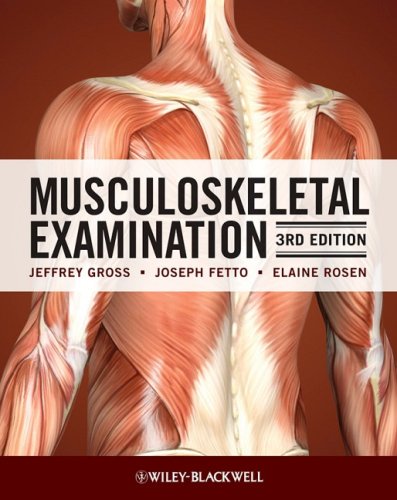 MUSCULOSKELETAL
EXAMINATION 3RD EDITION
JEFFREY GROSS ▪ JOSEPH FETTO ▪ ELAINE ROSEN
WILEY-BLACKWELL